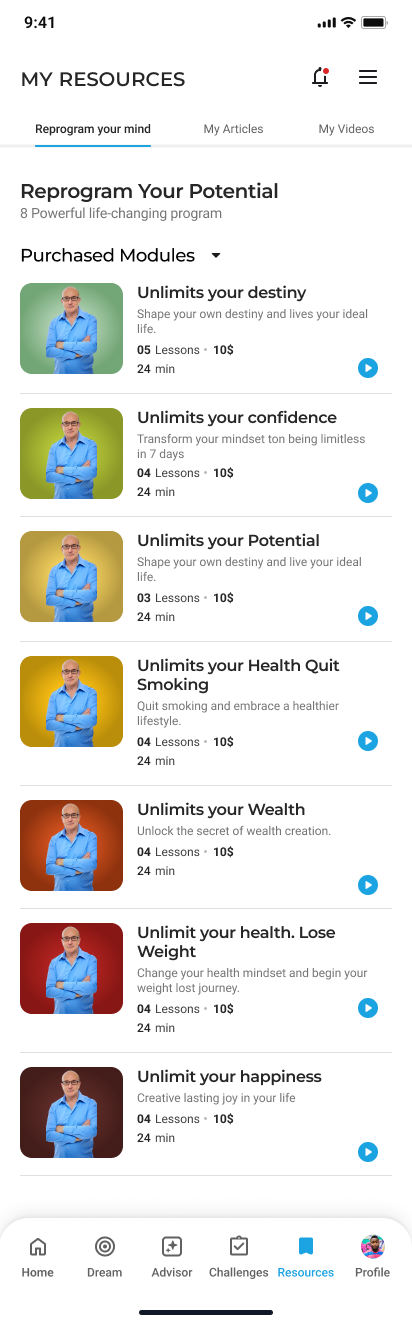 9:41
MY RESOURCES
Reprogram your mind My Articles My Videos
Reprogram Your Potential
8 Powerful life-changing program
Purchased Modules
Unlimits your destiny
Shape your own destiny and lives your ideal
life.
05 Lessons • 10$
24 min
Unlimits your confidence
Transform your mindset ton being limitless
in 7 days
04 Lessons • 10$
24 min
Unlimits your Potential
Shape your own destiny and live your ideal
life.
03 Lessons • 10$
24 min
Unlimits your Health Quit
Smoking
Quit smoking and embrace a healthier
lifestyle.
04 Lessons • 10$
24 min
Unlimits your Wealth
Unlock the secret of wealth creation.
04 Lessons • 10$
24 min
Unlimit your health. Lose
Weight
Change your health mindset and begin your
weight lost journey.
04 Lessons • 10$
24 min
Unlimit your happiness
Creative lasting joy in your life
04 Lessons • 10$
24 min
Home Dream Advisor Challenges Resources Profile